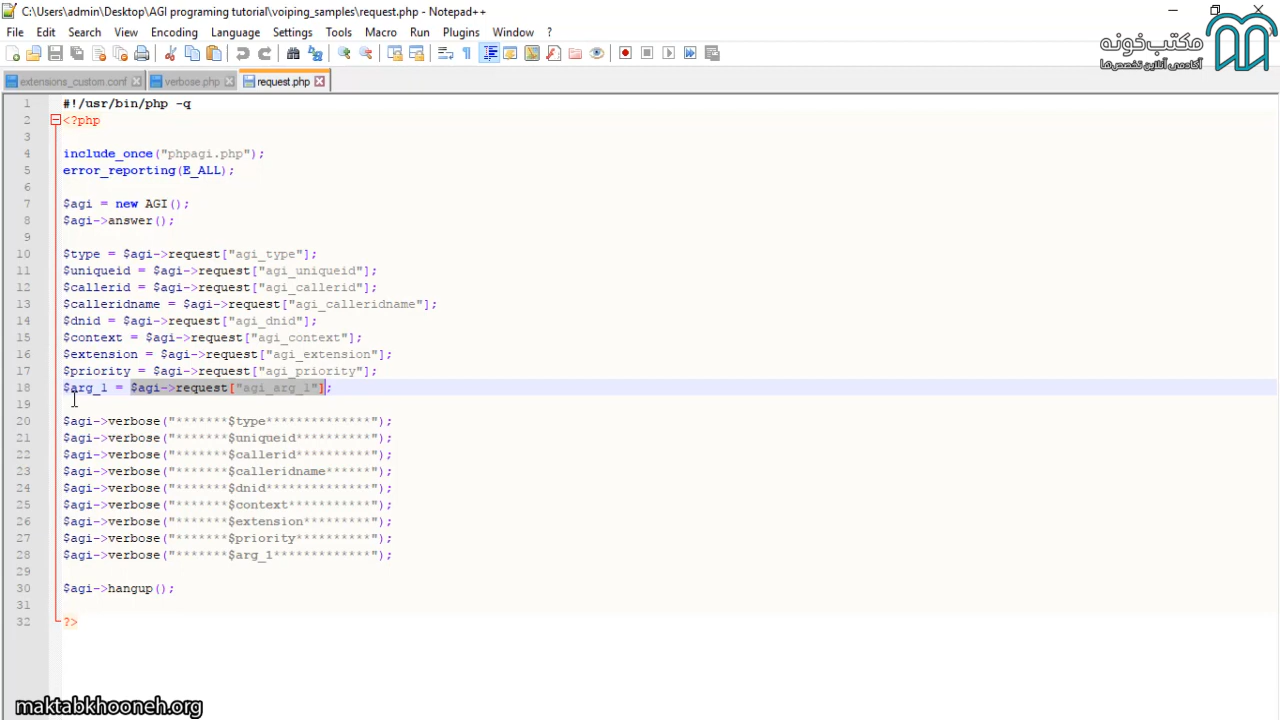 C:\Users\admin\Desktop\AGI programing tutorial\voiping_samples\request.php - Notepad++
File Edit Search View Encoding Language Settings Tools Macro Run Plugins Window ?
مکتب خونه
آکادمی آنلاین تخصص‌ها
extensions_custom.conf verbose.php request.php
1 #!/usr/bin/php -q
2 <?php
3
4 include_once("phpagi.php");
5 error_reporting(E_ALL);
6
7 $agi = new AGI();
8 $agi->answer();
9
10 $type = $agi->request["agi_type"];
11 $uniqueid = $agi->request["agi_uniqueid"];
12 $callerid = $agi->request["agi_callerid"];
13 $calleridname = $agi->request["agi_calleridname"];
14 $dnid = $agi->request["agi_dnid"];
15 $context = $agi->request["agi_context"];
16 $extension = $agi->request["agi_extension"];
17 $priority = $agi->request["agi_priority"];
18 $arg_1 = $agi->request["agi_arg_1"];
19
20 $agi->verbose("*******$type**************");
21 $agi->verbose("*******$uniqueid**********");
22 $agi->verbose("*******$callerid**********");
23 $agi->verbose("*******$calleridname******");
24 $agi->verbose("*******$dnid**************");
25 $agi->verbose("*******$context***********");
26 $agi->verbose("*******$extension*********");
27 $agi->verbose("*******$priority**********");
28 $agi->verbose("*******$arg_1*************");
29
30 $agi->hangup();
31
32 ?>
maktabkhooneh.org